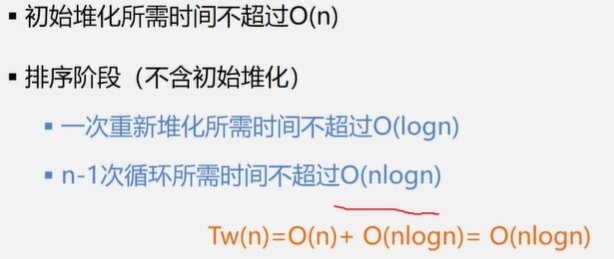 ▪ 初始堆化所需时间不超过O(n)
▪ 排序阶段（不含初始堆化）
▪ 一次重新堆化所需时间不超过O(logn)
▪ n-1次循环所需时间不超过O(nlogn)
Tw(n)=O(n)+ O(nlogn)= O(nlogn)